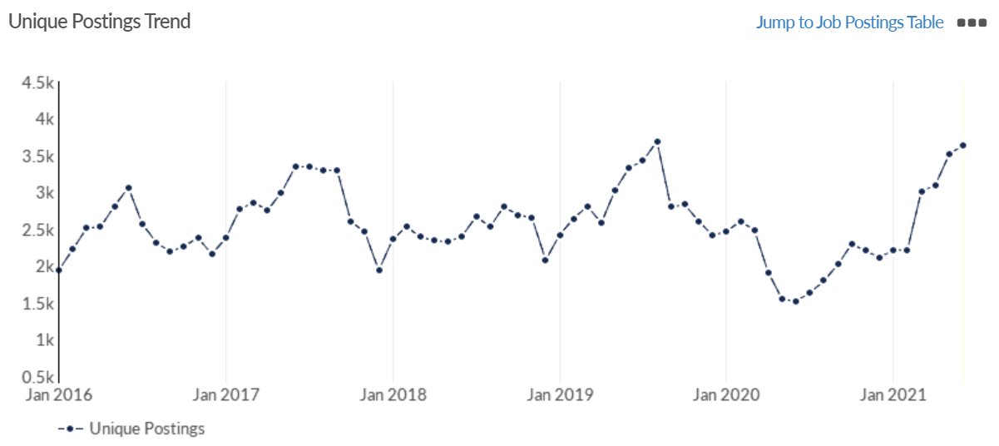 Unique Postings Trend
Jump to Job Postings Table
4.5k
4k
3.5k
3k
2.5k
2k
1.5k
1k
0.5k
Jan 2016 Jan 2017 Jan 2018 Jan 2019 Jan 2020 Jan 2021
Unique Postings